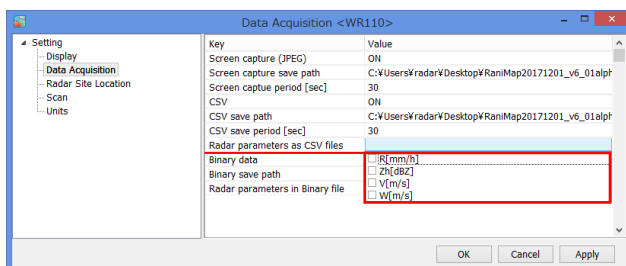 Data Acquisition <WR110>
Setting
Display
Data Acquisition
Radar Site Location
Scan
Units
Key Value
Screen capture (JPEG) ON
Screen capture save path C:¥Users¥radar¥Desktop¥RaniMap20171201_v6_01alph
Screen captue period [sec] 30
CSV ON
CSV save path C:¥Users¥radar¥Desktop¥RaniMap20171201_v6_01alph
CSV save period [sec] 30
Radar parameters as CSV files
Binary data R[mm/h]
Binary save path Zh[dBZ]
Radar parameters in Binary file V[m/s]
W[m/s]
OK Cancel Apply